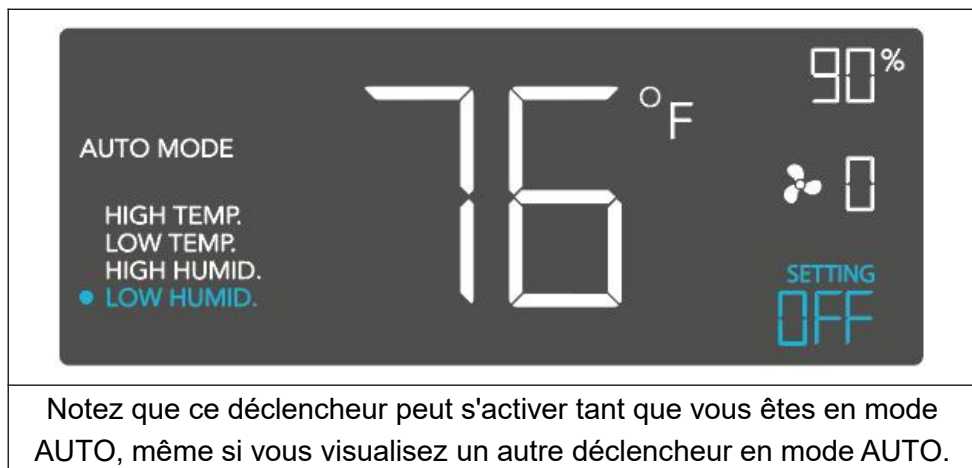 90%
76°F
AUTO MODE
0
HIGH TEMP.
LOW TEMP.
HIGH HUMID.
SETTING
● LOW HUMID.
OFF
Notez que ce déclencheur peut s'activer tant que vous êtes en mode
AUTO, même si vous visualisez un autre déclencheur en mode AUTO.